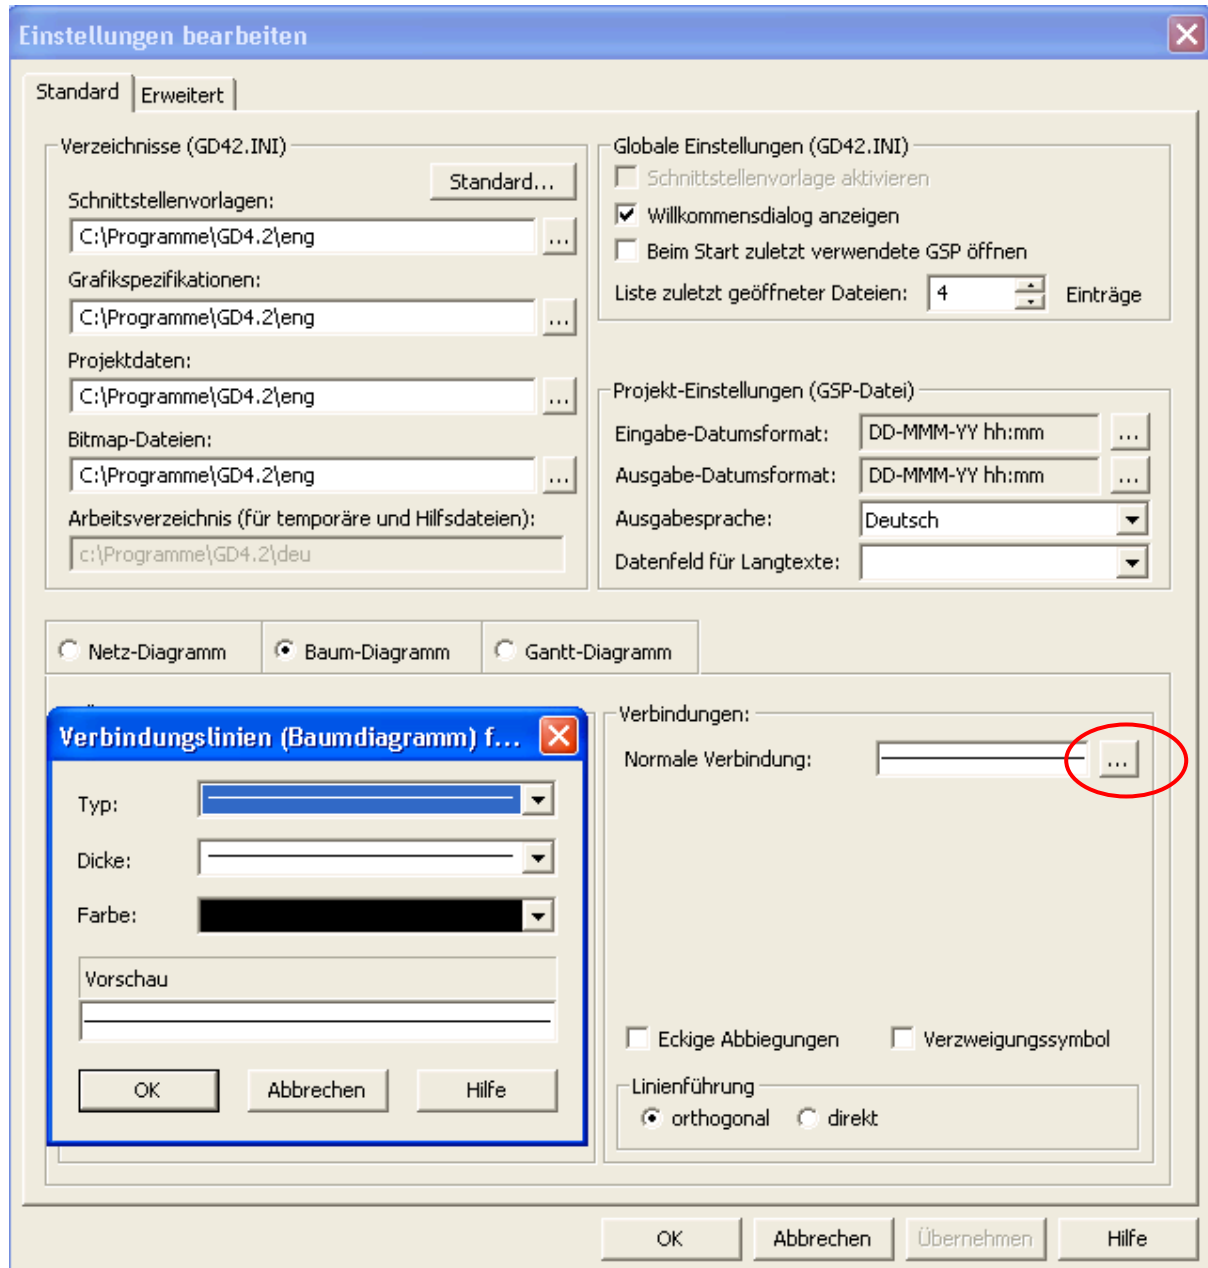 Einstellungen bearbeiten
Standard
Erweitert
Verzeichnisse (GD42.INI)
Standard...
Schnittstellenvorlagen:
C:\Programme\GD4.2\eng
...
Grafikspezifikationen:
C:\Programme\GD4.2\eng
...
Projektdaten:
C:\Programme\GD4.2\eng
...
Bitmap-Dateien:
C:\Programme\GD4.2\eng
...
Arbeitsverzeichnis (für temporäre und Hilfsdateien):
c:\Programme\GD4.2\deu
Globale Einstellungen (GD42.INI)
Schnittstellenvorlage aktivieren
Willkommensdialog anzeigen
Beim Start zuletzt verwendete GSP öffnen
Liste zuletzt geöffneter Dateien: 4 Einträge
Projekt-Einstellungen (GSP-Datei)
Eingabe-Datumsformat: DD-MMM-YY hh:mm ...
Ausgabe-Datumsformat: DD-MMM-YY hh:mm ...
Ausgabesprache: Deutsch
Datenfeld für Langtexte:
Netz-Diagramm
Baum-Diagramm
Gantt-Diagramm
Verbindungslinien (Baumdiagramm) f...
Typ:
Dicke:
Farbe:
Vorschau
OK
Abbrechen
Hilfe
Verbindungen:
Normale Verbindung: ...
Eckige Abbiegungen
Verzweigungssymbol
Linienführung
orthogonal
direkt
OK
Abbrechen
Übernehmen
Hilfe